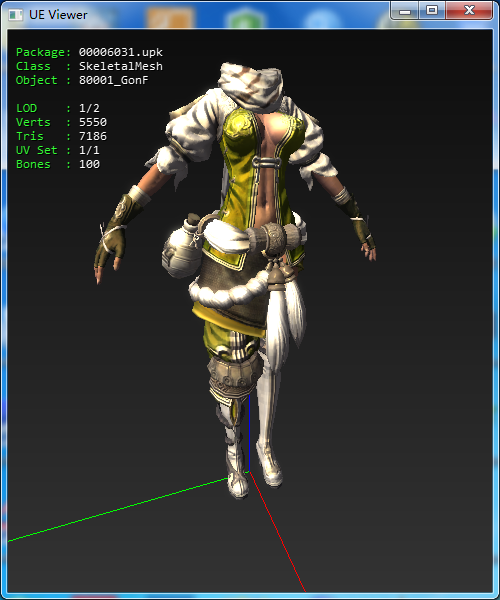 UE Viewer
Package: 00006031.upk
Class : SkeletalMesh
Object : 80001_GonF
LOD : 1/2
Verts : 5550
Tris : 7186
UV Set : 1/1
Bones : 100